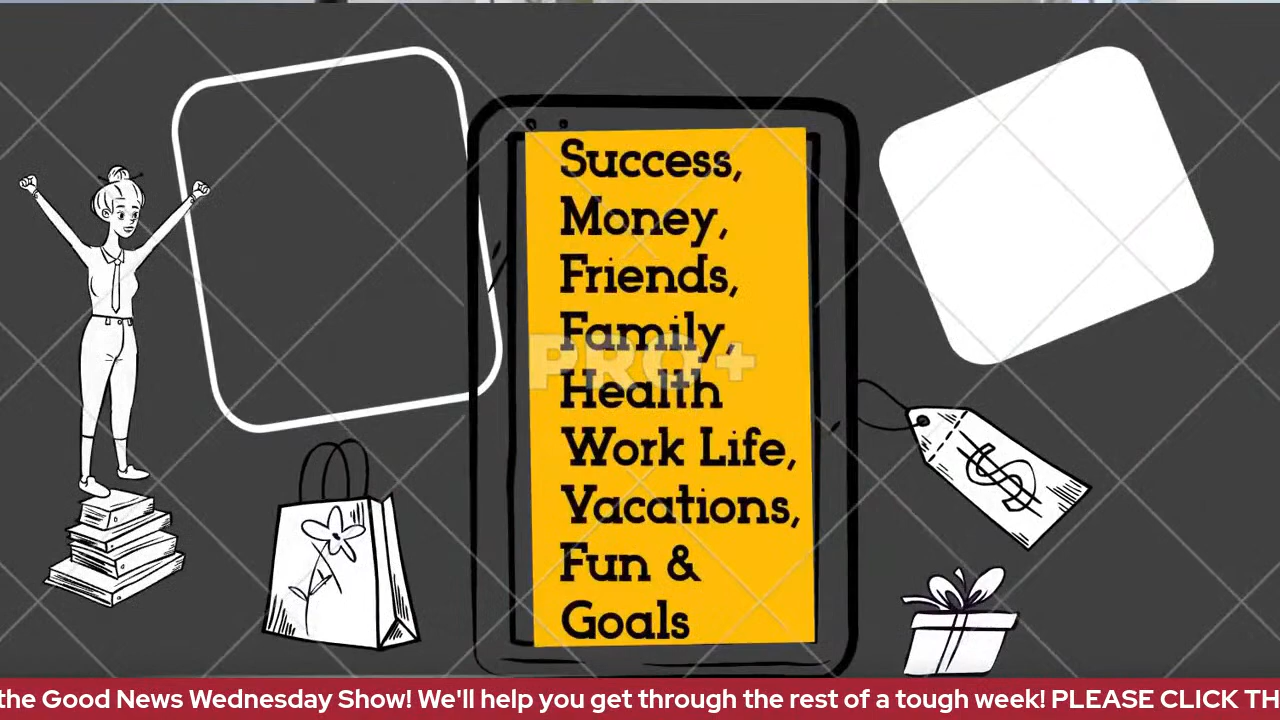 Success,
Money,
Friends,
Family,
PRO+
Health
Work Life,
Vacations,
Fun &
Goals
$
the Good News Wednesday Show! We'll help you get through the rest of a tough week! PLEASE CLICK TH